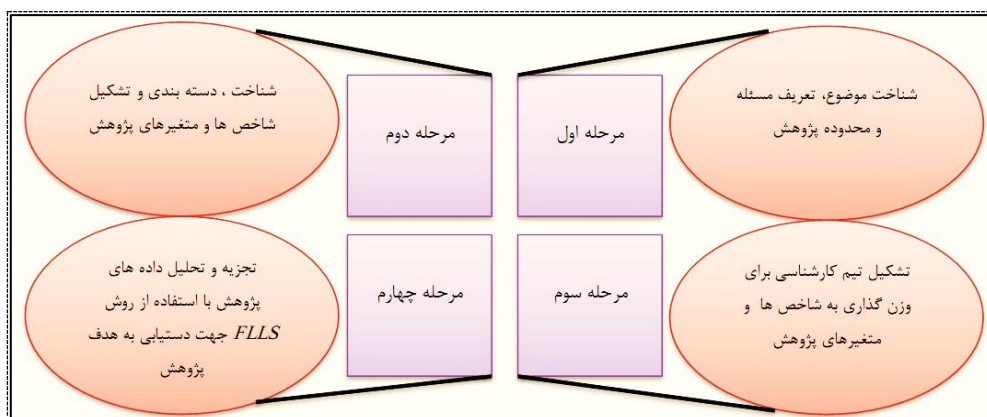 مرحله اول
شناخت موضوع، تعریف مسئله
و محدوده پژوهش
مرحله دوم
شناخت ، دسته بندی و تشکیل
شاخص ها و متغیرهای پژوهش
مرحله سوم
تشکیل تیم کارشناسی برای
وزن گذاری به شاخص ها و
متغیرهای پژوهش
مرحله چهارم
تجزیه و تحلیل داده های
پژوهش با استفاده از روش
FLLS جهت دستیابی به هدف
پژوهش